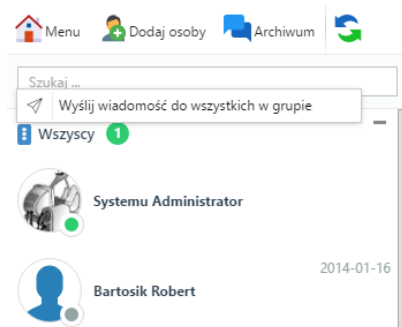 Menu Dodaj osoby Archiwum
Szukaj ...
Wyślij wiadomość do wszystkich w grupie
Wszyscy 1
Systemu Administrator
2014-01-16
Bartosik Robert